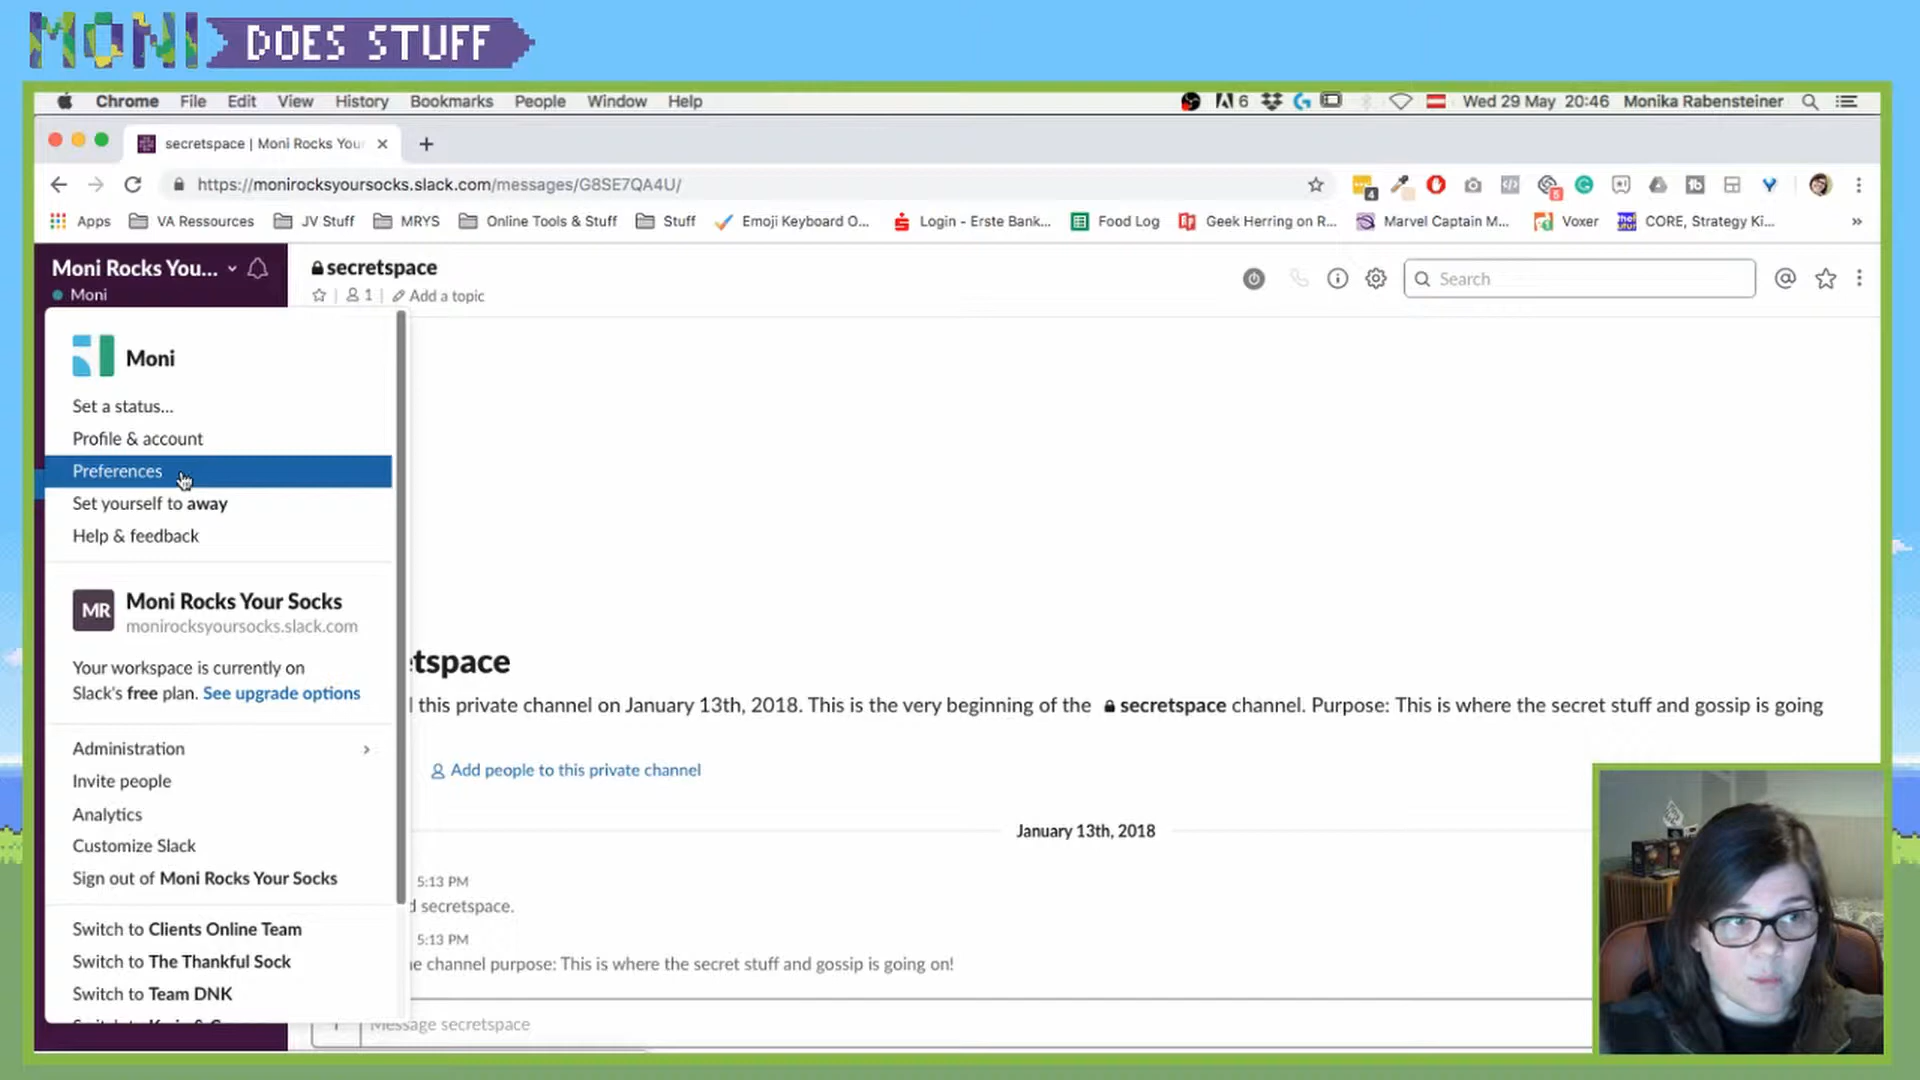 MONI DOES STUFF
Chrome File Edit View History Bookmarks People Window Help
6 Wed 29 May 20:46 Monika Rabensteiner
secretspace | Moni Rocks You
https://monirocksyoursocks.slack.com/messages/G8SE7QA4U/
4
8
Apps VA Ressources JV Stuff MRYS Online Tools & Stuff Stuff Emoji Keyboard O... Login - Erste Bank... Food Log Geek Herring on R... Marvel Captain M... Voxer CORE, Strategy Ki... »
Moni Rocks You...
Moni
secretspace
1 | Add a topic
Search
Moni
Set a status...
Profile & account
Preferences
Set yourself to away
Help & feedback
MR Moni Rocks Your Socks
monirocksyoursocks.slack.com
Your workspace is currently on
Slack's free plan. See upgrade options
Administration
Invite people
Analytics
Customize Slack
Sign out of Moni Rocks Your Socks
Switch to Clients Online Team
Switch to The Thankful Sock
Switch to Team DNK
etspace
this private channel on January 13th, 2018. This is the very beginning of the secretspace channel. Purpose: This is where the secret stuff and gossip is going
Add people to this private channel
January 13th, 2018
5:13 PM
d secretspace.
5:13 PM
e channel purpose: This is where the secret stuff and gossip is going on!
Message secretspace